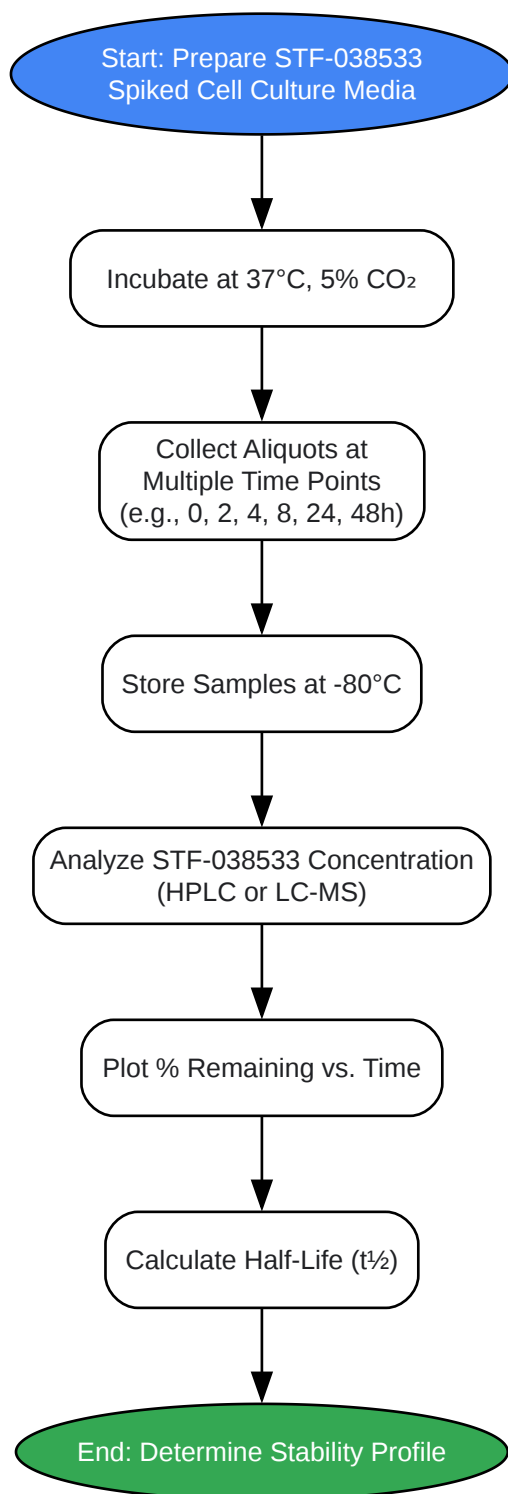 Start: Prepare STF-038533
Spiked Cell Culture Media
Incubate at 37°C, 5% CO₂
Collect Aliquots at
Multiple Time Points
(e.g., 0, 2, 4, 8, 24, 48h)
Store Samples at -80°C
Analyze STF-038533 Concentration
(HPLC or LC-MS)
Plot % Remaining vs. Time
Calculate Half-Life (t½)
End: Determine Stability Profile